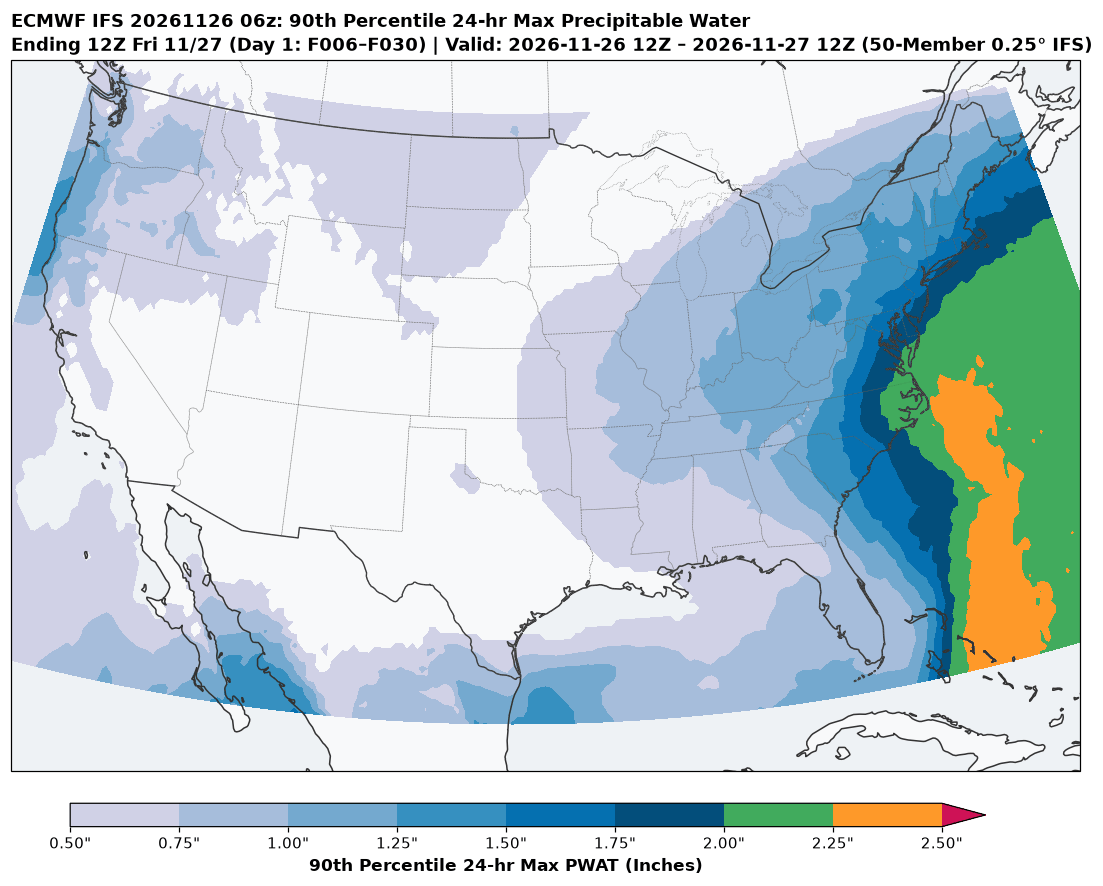 ECMWF IFS 20261126 06z: 90th Percentile 24-hr Max Precipitable Water
Ending 12Z Fri 11/27 (Day 1: F006–F030) | Valid: 2026-11-26 12Z – 2026-11-27 12Z (50-Member 0.25° IFS)
0.50" 0.75" 1.00" 1.25" 1.50" 1.75" 2.00" 2.25" 2.50"
90th Percentile 24-hr Max PWAT (Inches)